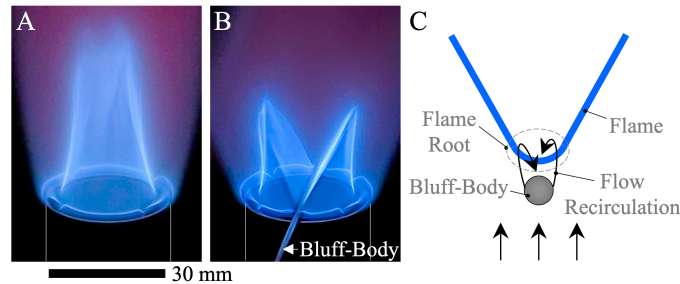 A
B
C
Flame
Root
Flame
Bluff-Body
Flow
Recirculation
Bluff-Body
30 mm